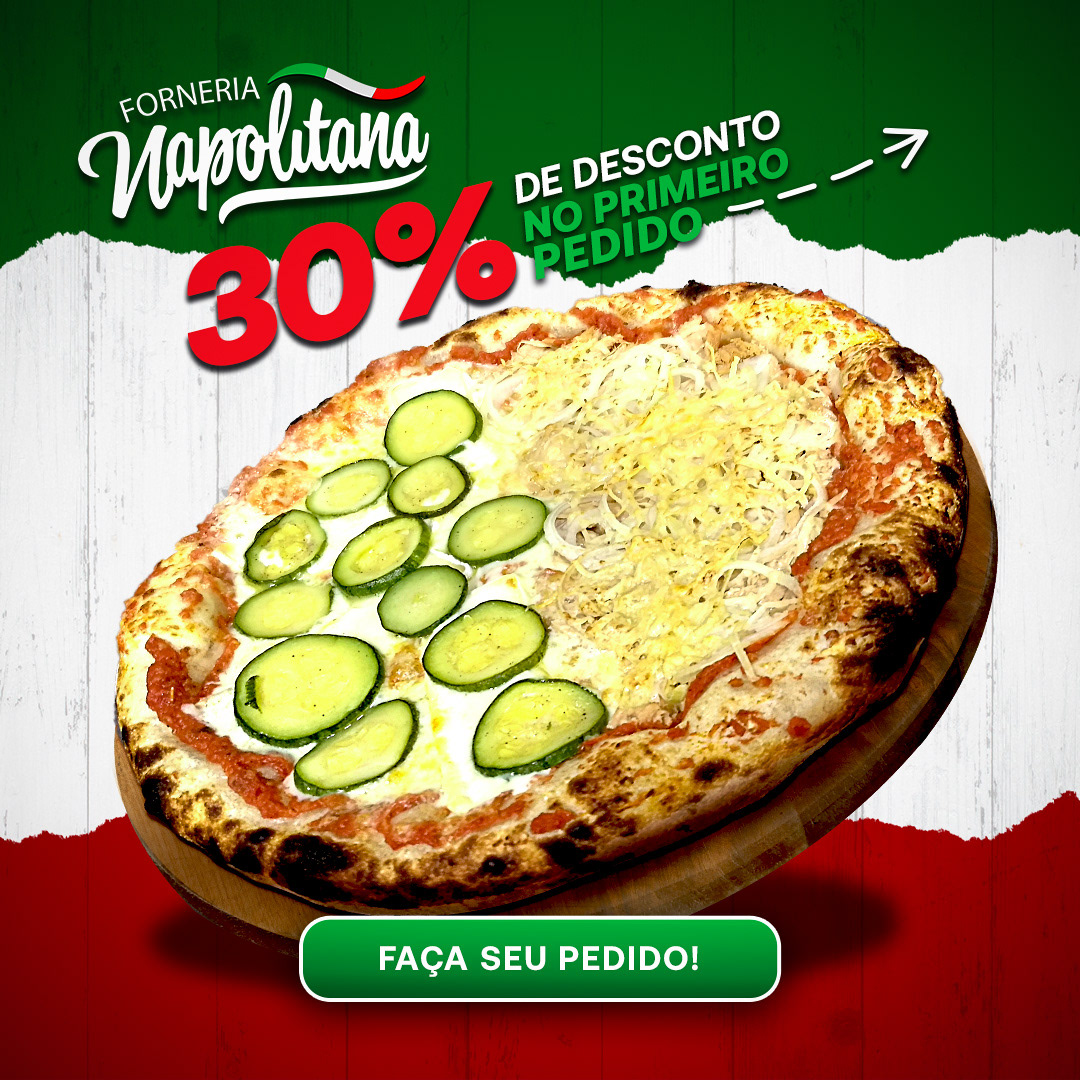 FORNERIA
Napolitana
30%
DE DESCONTO
NO PRIMEIRO
PEDIDO
FAÇA SEU PEDIDO!